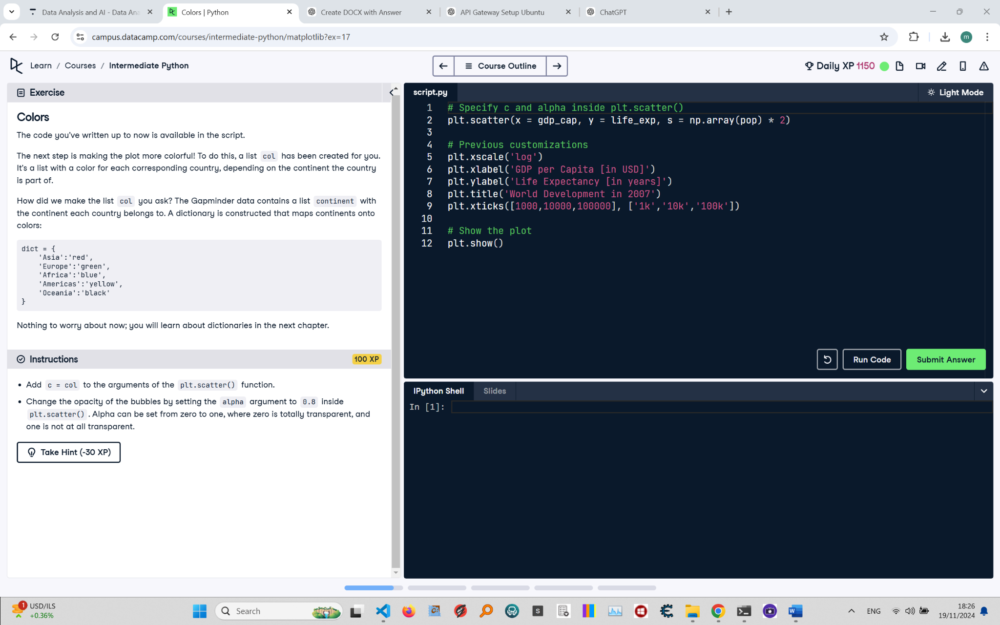 Data Analysis and AI - Data Ana
Colors | Python
Create DOCX with Answer
API Gateway Setup Ubuntu
ChatGPT
campus.datacamp.com/courses/intermediate-python/matplotlib?ex=17
m
Learn / Courses / Intermediate Python
Course Outline
Daily XP 1150
Exercise
Colors
The code you've written up to now is available in the script.
The next step is making the plot more colorful! To do this, a list col has been created for you.
It's a list with a color for each corresponding country, depending on the continent the country
is part of.
How did we make the list col you ask? The Gapminder data contains a list continent with
the continent each country belongs to. A dictionary is constructed that maps continents onto
colors:
dict = {
    'Asia':'red',
    'Europe':'green',
    'Africa':'blue',
    'Americas':'yellow',
    'Oceania':'black'
}
Nothing to worry about now; you will learn about dictionaries in the next chapter.
Instructions
100 XP
• Add c = col to the arguments of the plt.scatter() function.
• Change the opacity of the bubbles by setting the alpha argument to 0.8 inside
plt.scatter() . Alpha can be set from zero to one, where zero is totally transparent, and
one is not at all transparent.
Take Hint (-30 XP)
script.py
Light Mode
1 # Specify c and alpha inside plt.scatter()
2 plt.scatter(x = gdp_cap, y = life_exp, s = np.array(pop) * 2)
3
4 # Previous customizations
5 plt.xscale('log')
6 plt.xlabel('GDP per Capita [in USD]')
7 plt.ylabel('Life Expectancy [in years]')
8 plt.title('World Development in 2007')
9 plt.xticks([1000,10000,100000], ['1k','10k','100k'])
10
11 # Show the plot
12 plt.show()
Run Code
Submit Answer
IPython Shell
Slides
In [1]:
1
USD/ILS
+0.36%
Search
S
W
ENG
18:26
19/11/2024